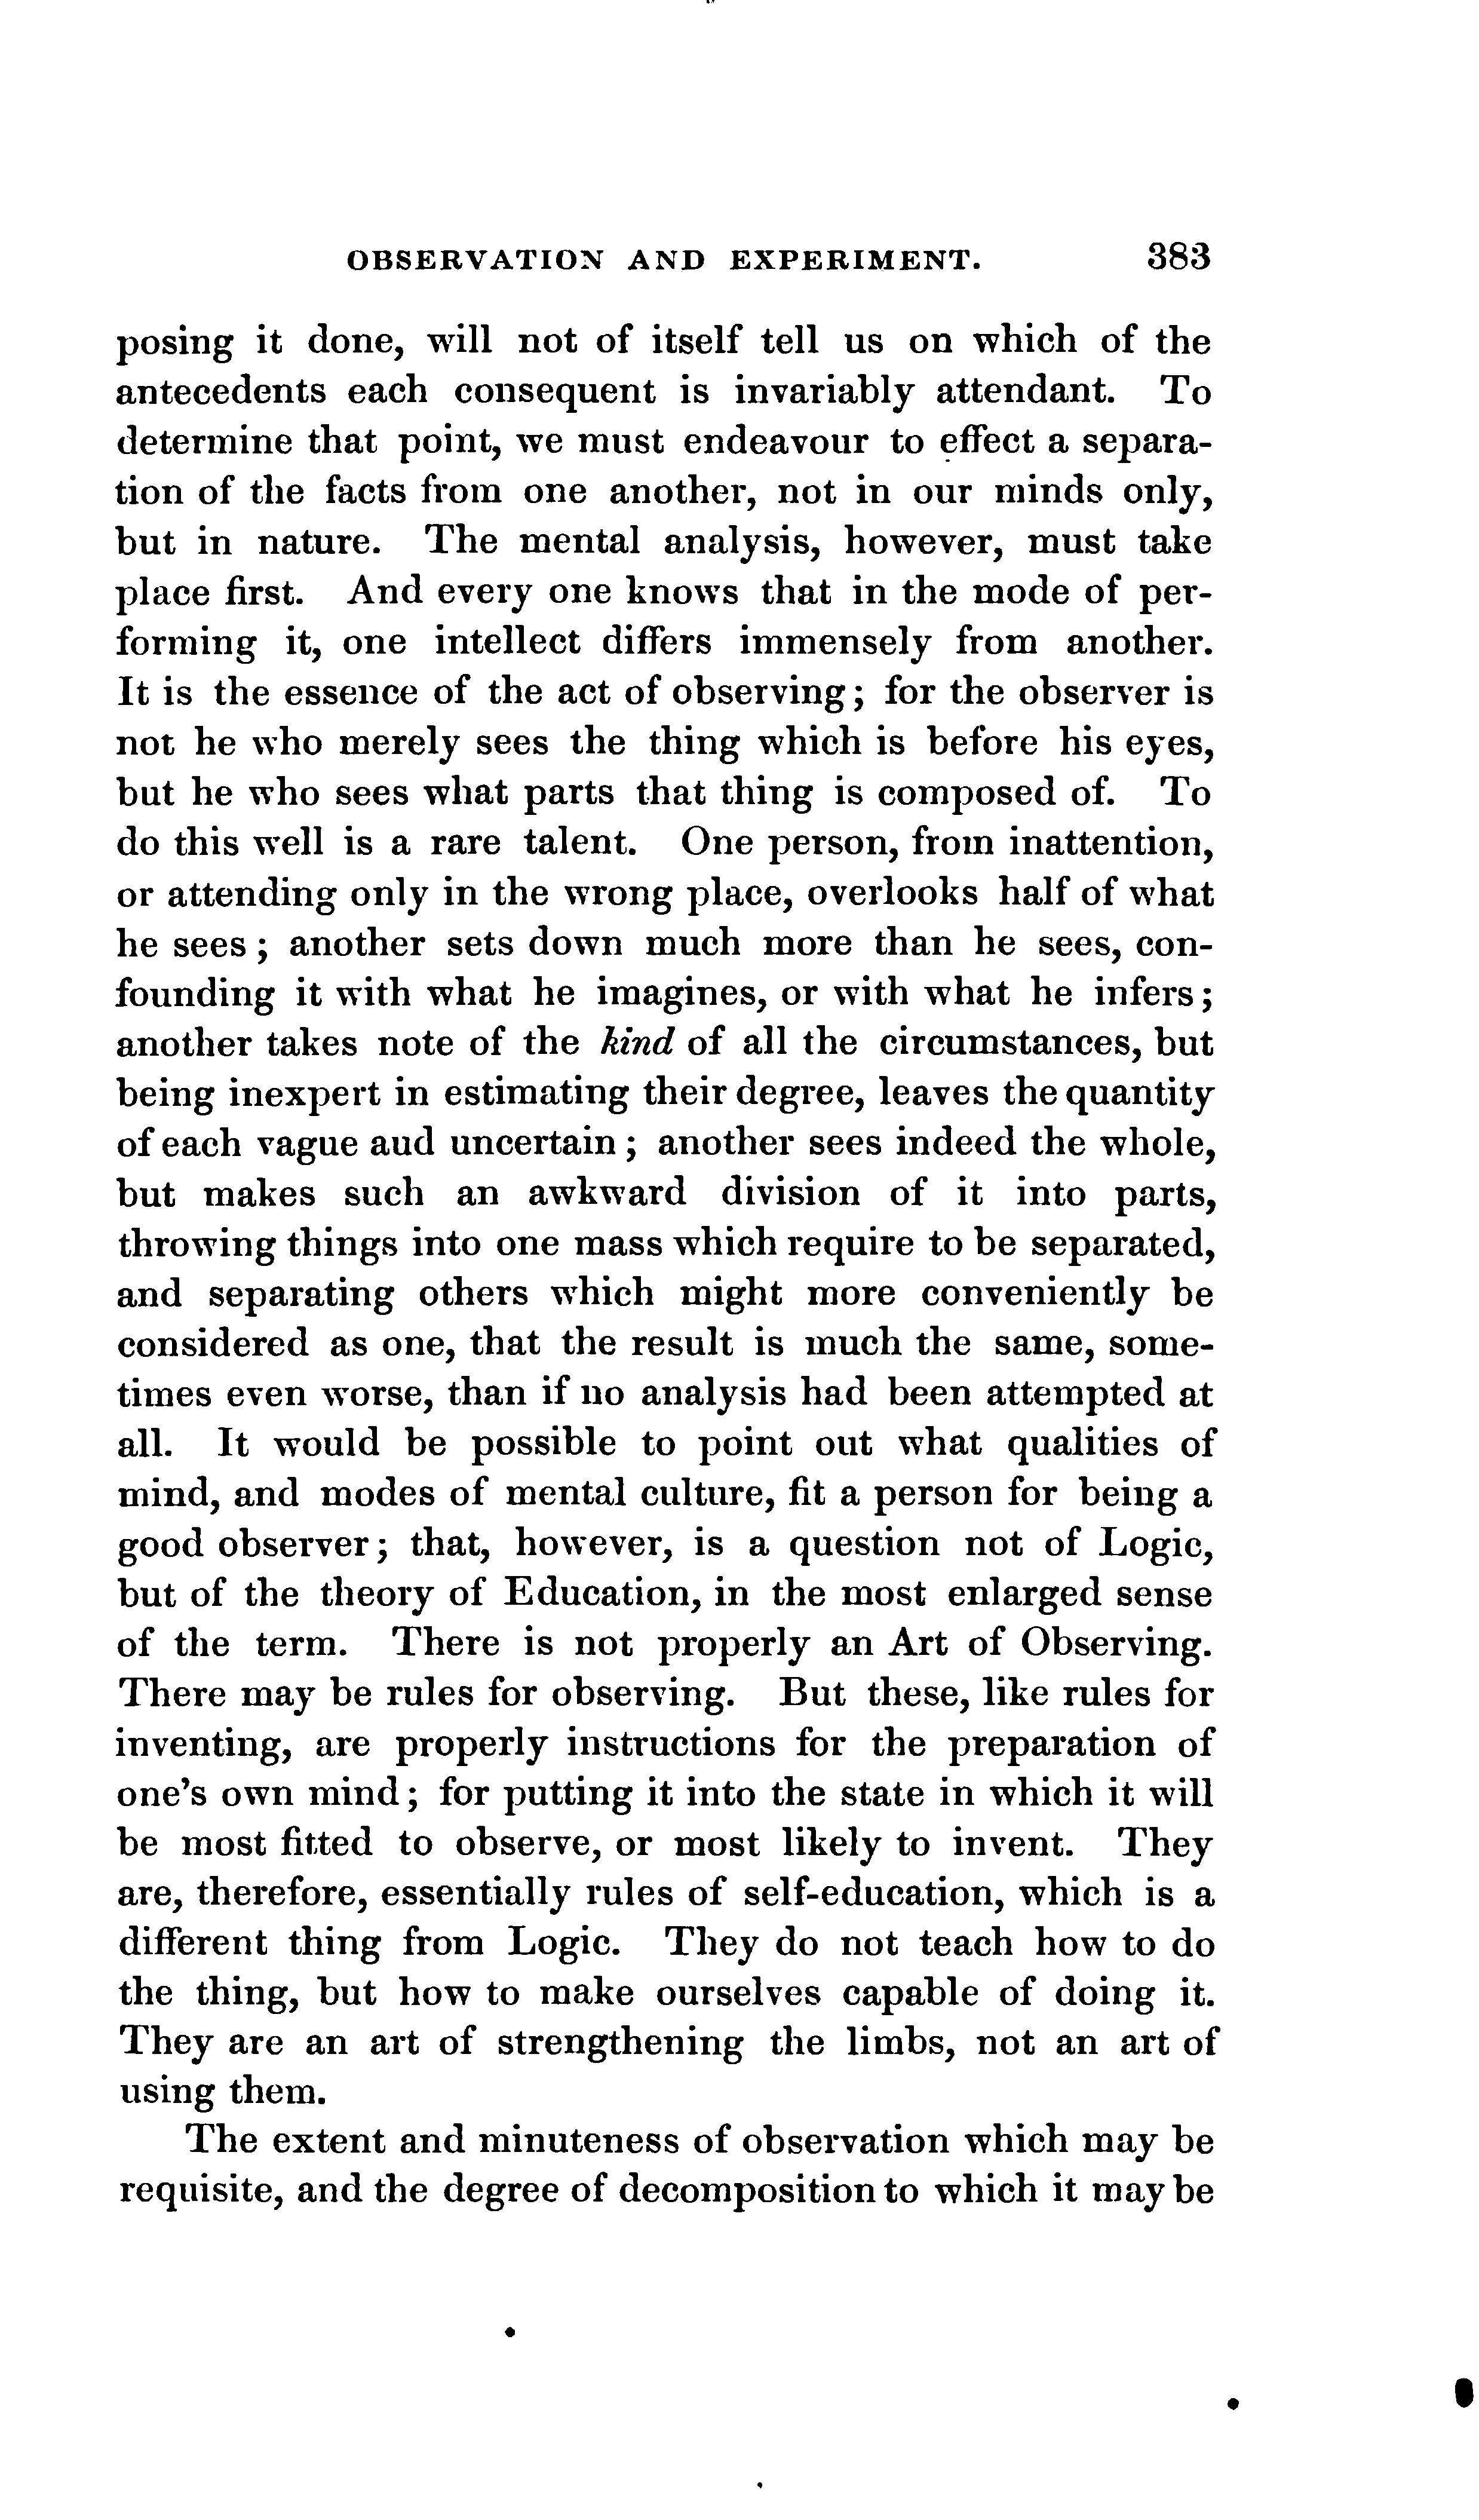 OBSERVATION AND EXPERIMENT. 383
posing it done, will not of itself tell us on which of the
antecedents each consequent is invariably attendant. To
determine that point, we must endeavour to effect a separa-
tion of the facts from one another, not in our minds only,
but in nature. The mental analysis, however, must take
place first. And every one knows that in the mode of per-
forming it, one intellect differs immensely from another.
It is the essence of the act of observing; for the observer is
not he who merely sees the thing which is before his eyes,
but he who sees what parts that thing is composed of. To
do this well is a rare talent. One person, from inattention,
or attending only in the wrong place, overlooks half of what
he sees; another sets down much more than he sees, con-
founding it with what he imagines, or with what he infers;
another takes note of the kind of all the circumstances, but
being inexpert in estimating their degree, leaves the quantity
of each vague aud uncertain; another sees indeed the whole,
but makes such an awkward division of it into parts,
throwing things into one mass which require to be separated,
and separating others which might more conveniently be
considered as one, that the result is much the same, some-
times even worse, than if no analysis had been attempted at
all. It would be possible to point out what qualities of
mind, and modes of mental culture, fit a person for being a
good observer; that, however, is a question not of Logic,
but of the theory of Education, in the most enlarged sense
of the term. There is not properly an Art of Observing.
There may be rules for observing. But these, like rules for
inventing, are properly instructions for the preparation of
one's own mind; for putting it into the state in which it will
be most fitted to observe, or most likely to invent. They
are, therefore, essentially rules of self-education, which is a
different thing from Logic. They do not teach how to do
the thing, but how to make ourselves capable of doing it.
They are an art of strengthening the limbs, not an art of
using them.
The extent and minuteness of observation which may be
requisite, and the degree of decomposition to which it may be